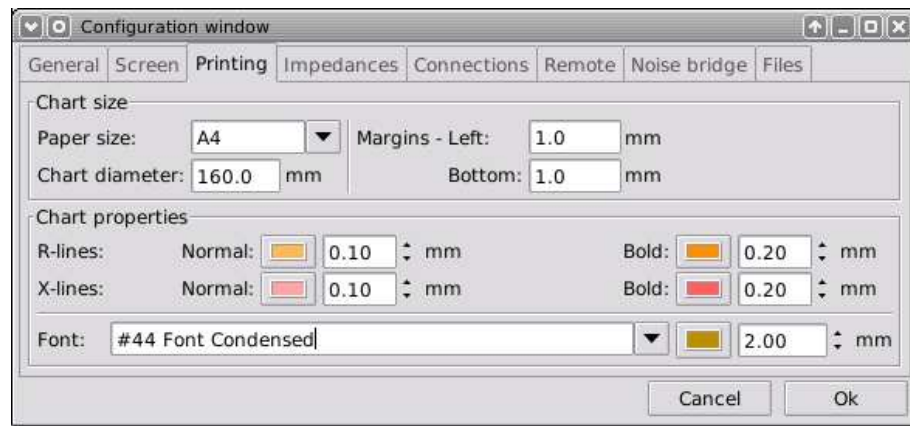 Configuration window
General Screen Printing Impedances Connections Remote Noise bridge Files
Chart size
Paper size: A4 Margins - Left: 1.0 mm
Chart diameter: 160.0 mm Bottom: 1.0 mm
Chart properties
R-lines: Normal: 0.10 mm Bold: 0.20 mm
X-lines: Normal: 0.10 mm Bold: 0.20 mm
Font: #44 Font Condensed 2.00 mm
Cancel Ok